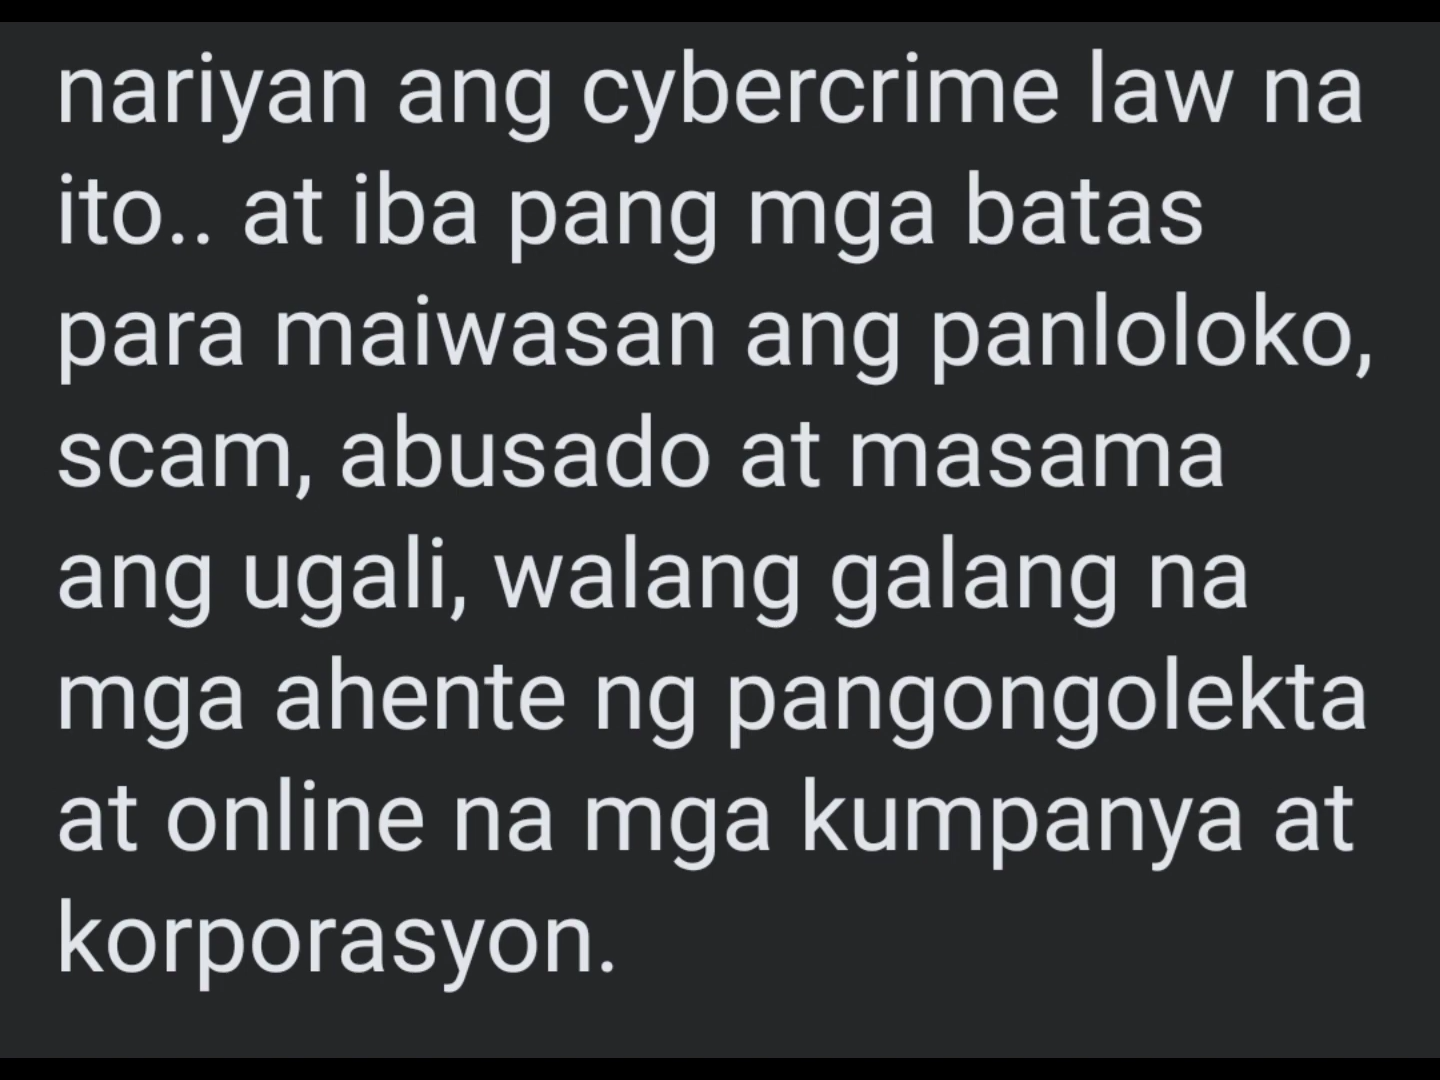 nariyan ang cybercrime law na
ito.. at iba pang mga batas
para maiwasan ang panloloko,
scam, abusado at masama
ang ugali, walang galang na
mga ahente ng pangongolekta
at online na mga kumpanya at
korporasyon.